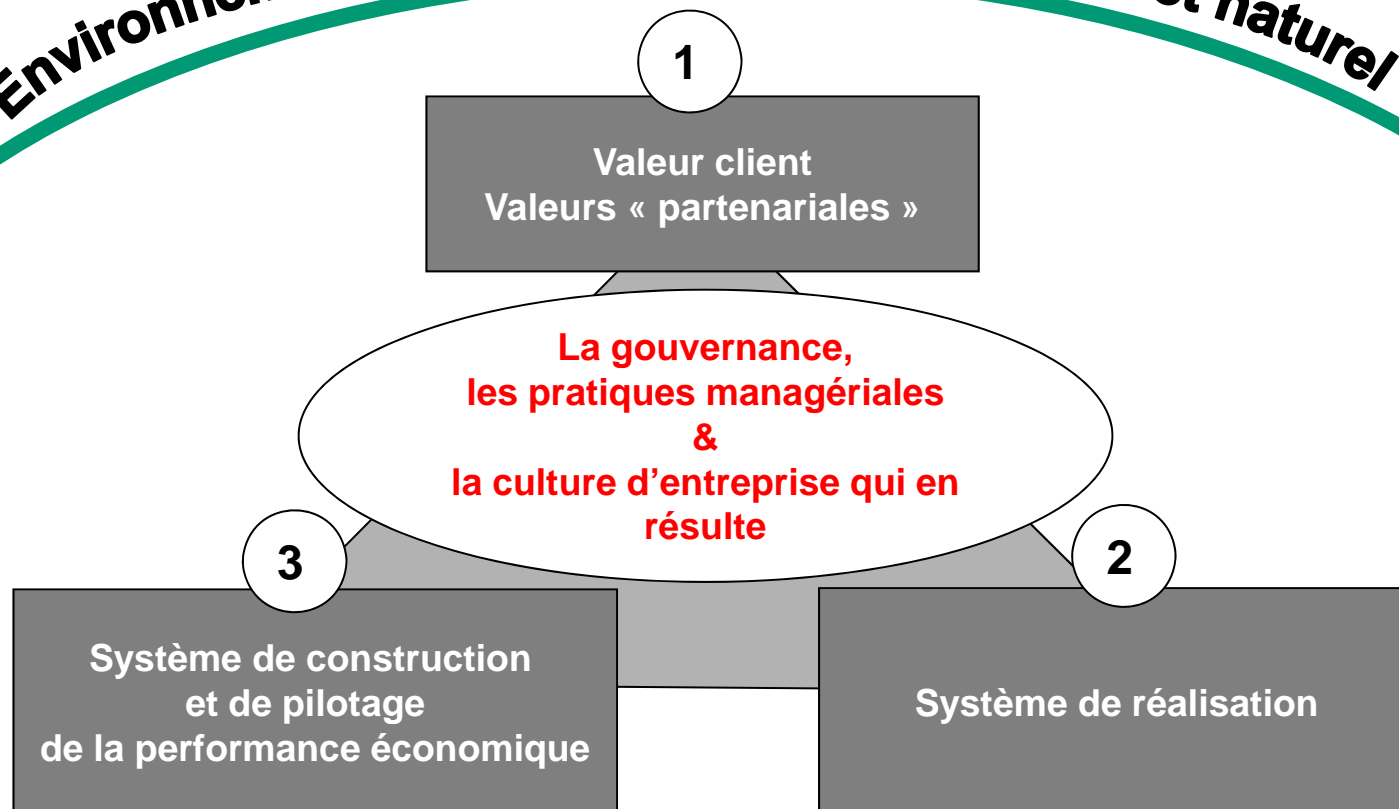 et naturel
1
Valeur client
Valeurs « partenariales »
La gouvernance,
les pratiques managériales
&
la culture d’entreprise qui en
résulte
3
2
Système de construction
et de pilotage
de la performance économique
Système de réalisation